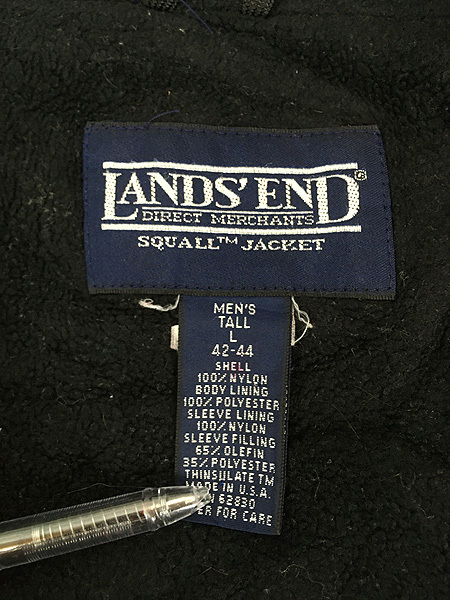 LANDS' END
DIRECT MERCHANTS
SQUALL™ JACKET
MEN'S
TALL
L
42-44
SHELL
100% NYLON
BODY LINING
100% POLYESTER
SLEEVE LINING
100% NYLON
SLEEVE FILLING
65% OLEFIN
35% POLYESTER
THINSULATE TM
MADE IN U.S.A.
62830
FOR CARE